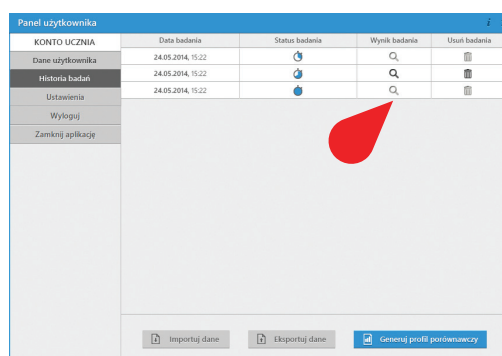 Panel użytkownika i
KONTO UCZNIA Data badania Status badania Wynik badania Usuń badania
Dane użytkownika 24.05.2014, 15:22
Historia badań 24.05.2014, 15:22
Ustawienia 24.05.2014, 15:22
Wyloguj
Zamknij aplikację
Importuj dane Eksportuj dane Generuj profil porównawczy